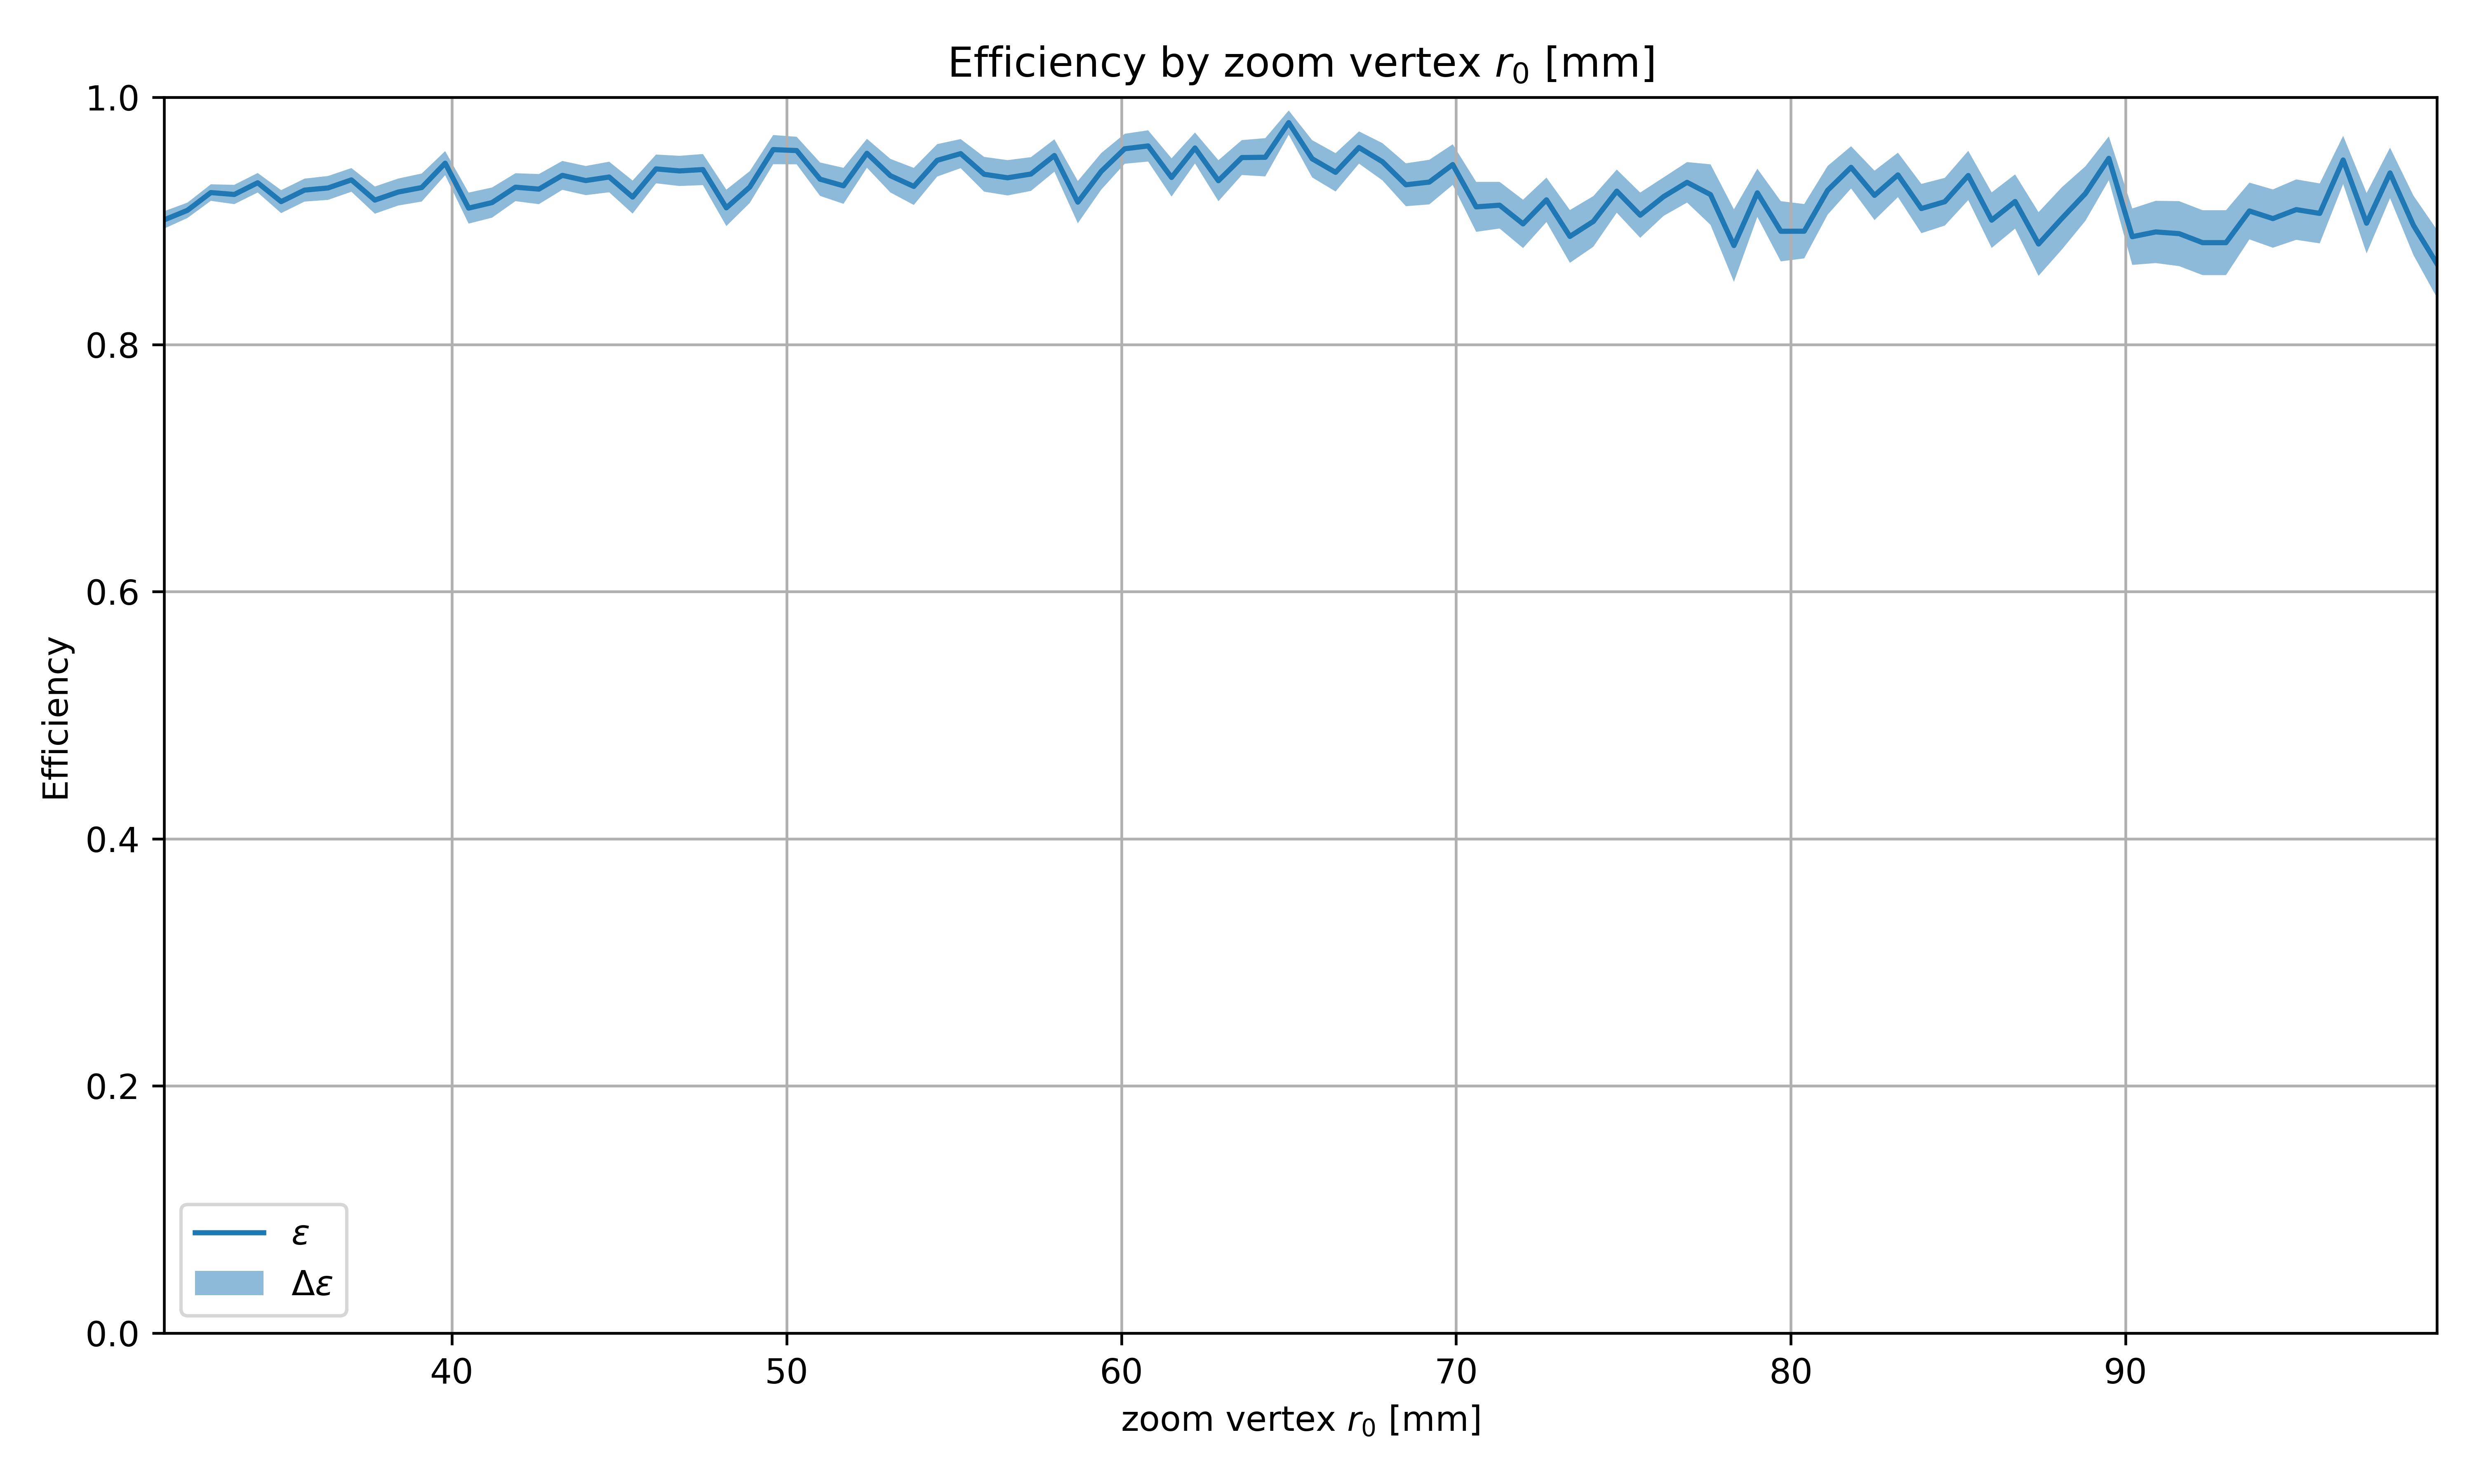 Efficiency by zoom vertex r₀ [mm]
1.0
0.8
0.6
0.4
0.2
0.0
Efficiency
ε
Δε
40 50 60 70 80 90
zoom vertex r₀ [mm]